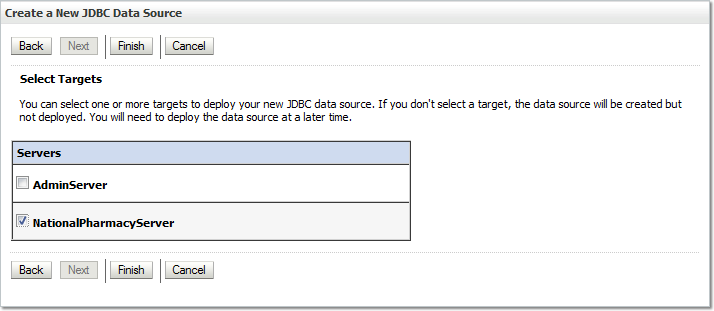 Create a New JDBC Data Source
Back Next Finish Cancel
Select Targets
You can select one or more targets to deploy your new JDBC data source. If you don't select a target, the data source will be created but
not deployed. You will need to deploy the data source at a later time.
Servers
AdminServer
NationalPharmacyServer
Back Next Finish Cancel